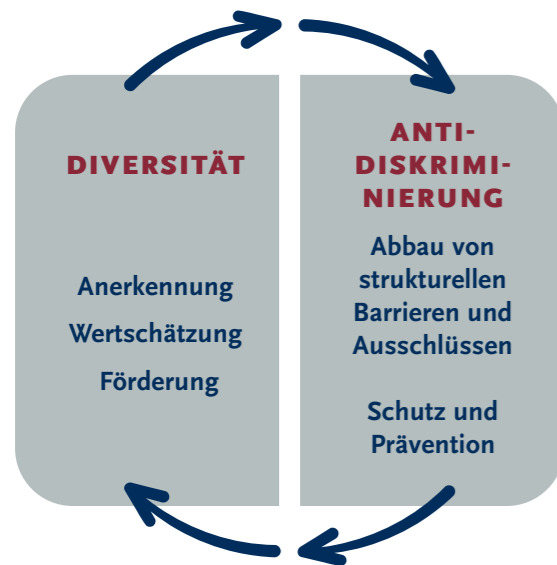 DIVERSITÄT
Anerkennung
Wertschätzung
Förderung
ANTI-
DISKRIMI-
NIERUNG
Abbau von
strukturellen
Barrieren und
Ausschlüssen
Schutz und
Prävention